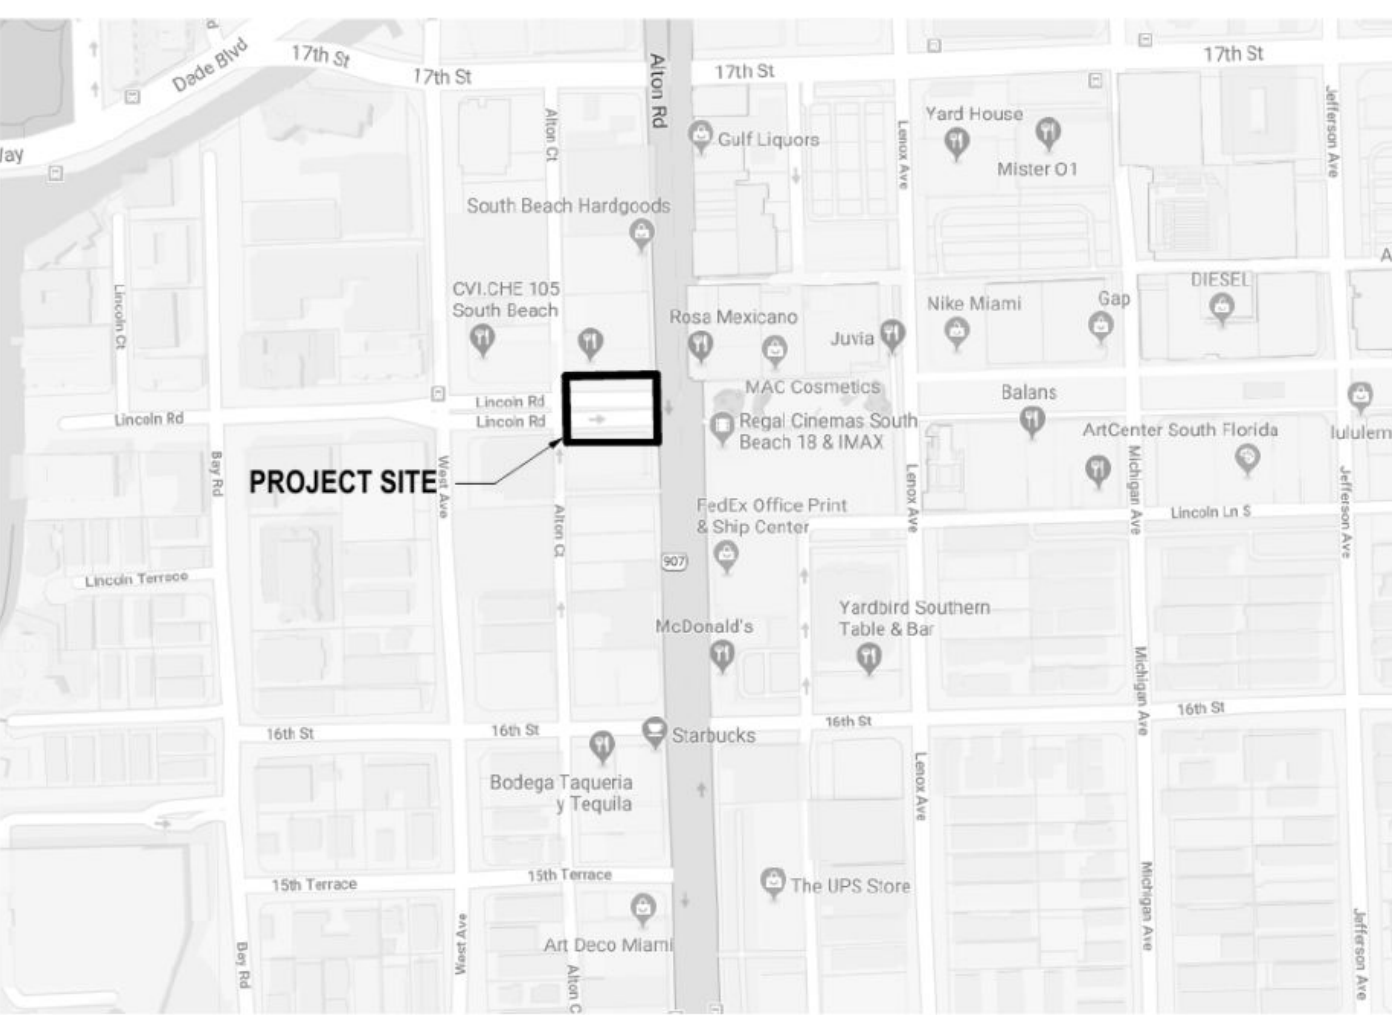 17th St
Dade Blvd
17th St
Alton Rd
17th St
17th St
lay
Alton Ct
Gulf Liquors
Lenox Ave
Yard House
Mister O1
Jefferson Ave
South Beach Hardgoods
Lincoln Ct
CVI.CHE 105
South Beach
Rosa Mexicano
Juvia
Nike Miami
Gap
DIESEL
A
MAC Cosmetics
Balans
Lincoln Rd
Lincoln Rd
Lincoln Rd
Regal Cinemas South
Beach 18 & IMAX
ArtCenter South Florida
lululem
PROJECT SITE
Bay Rd
West Ave
Alton Ct
Lenox Ave
Michigan Ave
Jefferson Ave
FedEx Office Print
& Ship Center
Lincoln Ln S
907
Lincoln Terrace
McDonald's
Yardbird Southern
Table & Bar
Michigan Ave
16th St
16th St
Starbucks
16th St
16th St
Bodega Taqueria
y Tequila
Lenox Ave
15th Terrace
15th Terrace
The UPS Store
Michigan Ave
Jefferson Ave
Bay Rd
West Ave
Art Deco Miami
Alton C